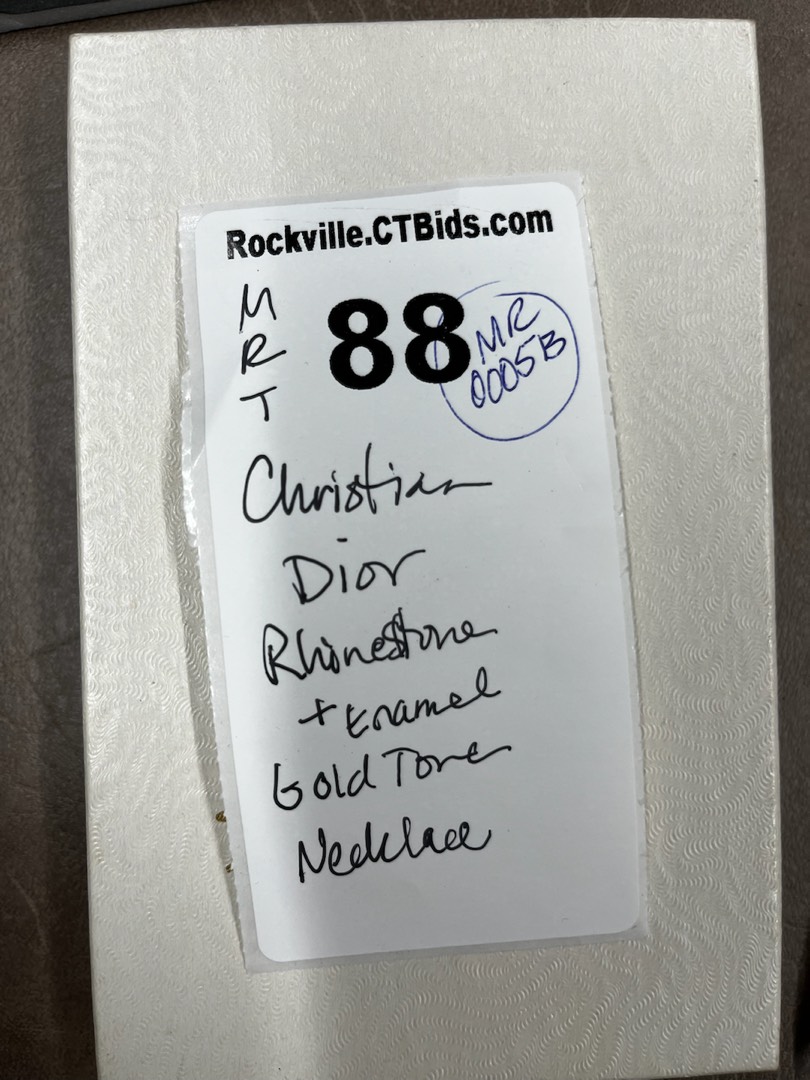 Rockville.CTBids.com
M
R
T
88
MR
0005B
Christian
Dior
Rhinestone
+ Enamel
Gold Tone
Necklace